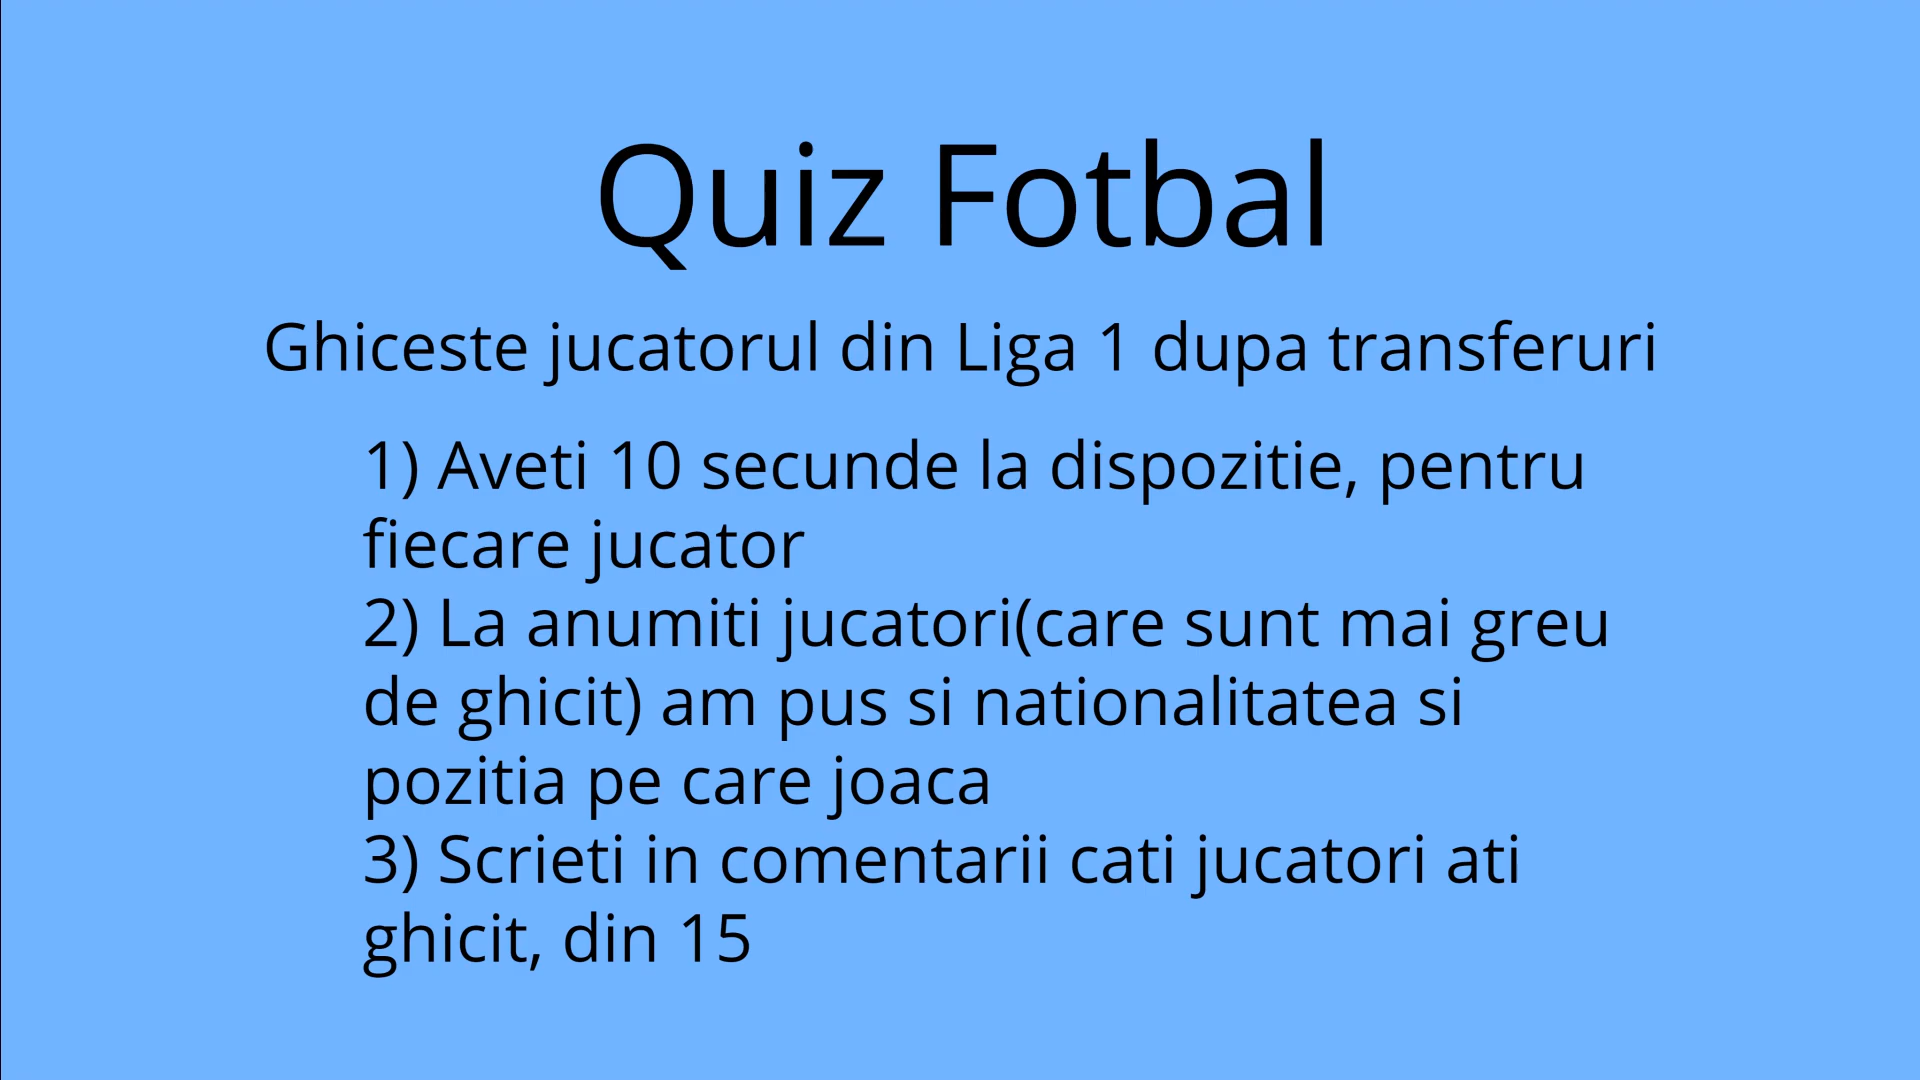 Quiz Fotbal
Ghiceste jucatorul din Liga 1 dupa transferuri
1) Aveti 10 secunde la dispozitie, pentru
fiecare jucator
2) La anumiti jucatori(care sunt mai greu
de ghicit) am pus si nationalitatea si
pozitia pe care joaca
3) Scrieti in comentarii cati jucatori ati
ghicit, din 15